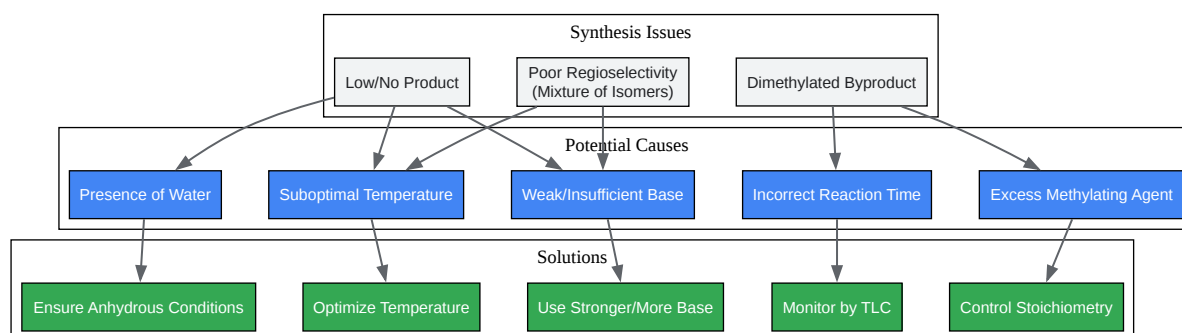 Synthesis Issues
Low/No Product
Poor Regioselectivity
(Mixture of Isomers)
Dimethylated Byproduct
Potential Causes
Presence of Water
Suboptimal Temperature
Weak/Insufficient Base
Incorrect Reaction Time
Excess Methylating Agent
Solutions
Ensure Anhydrous Conditions
Optimize Temperature
Use Stronger/More Base
Monitor by TLC
Control Stoichiometry